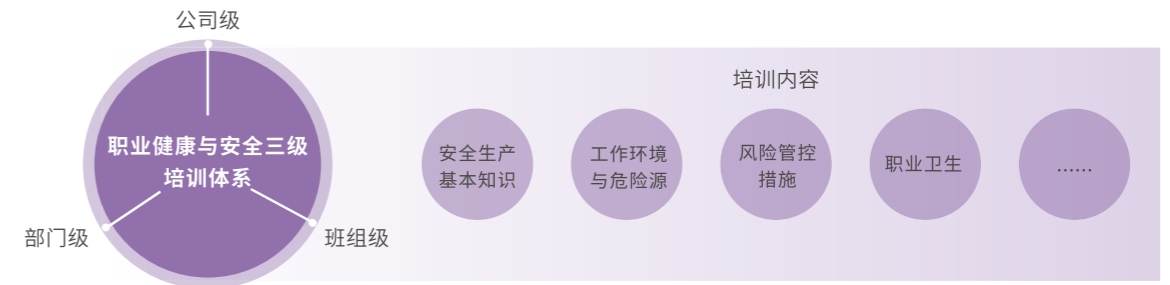 公司级
职业健康与安全三级
培训体系
部门级
班组级
培训内容
安全生产
基本知识
工作环境
与危险源
风险管控
措施
职业卫生
......